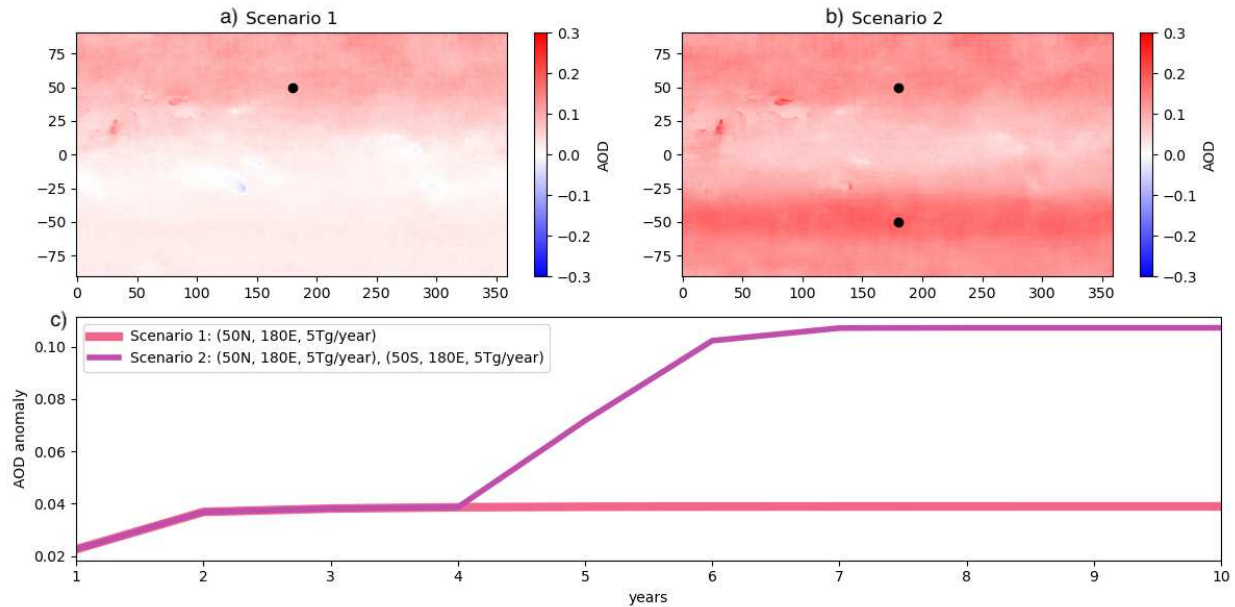 a) Scenario 1
b) Scenario 2
75
50
25
0
−25
−50
−75
0 50 100 150 200 250 300 350
0.3
0.2
0.1
0.0
−0.1
−0.2
−0.3
AOD
75
50
25
0
−25
−50
−75
0 50 100 150 200 250 300 350
0.3
0.2
0.1
0.0
−0.1
−0.2
−0.3
AOD
c)
Scenario 1: (50N, 180E, 5Tg/year)
Scenario 2: (50N, 180E, 5Tg/year), (50S, 180E, 5Tg/year)
AOD anomaly
0.10
0.08
0.06
0.04
0.02
1 2 3 4 5 6 7 8 9 10
years